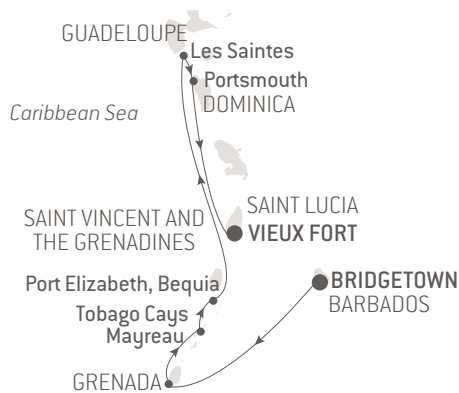 GUADELOUPE
Les Saintes
Portsmouth
DOMINICA
Caribbean Sea
SAINT LUCIA
VIEUX FORT
SAINT VINCENT AND
THE GRENADINES
Port Elizabeth, Bequia
BRIDGETOWN
BARBADOS
Tobago Cays
Mayreau
GRENADA